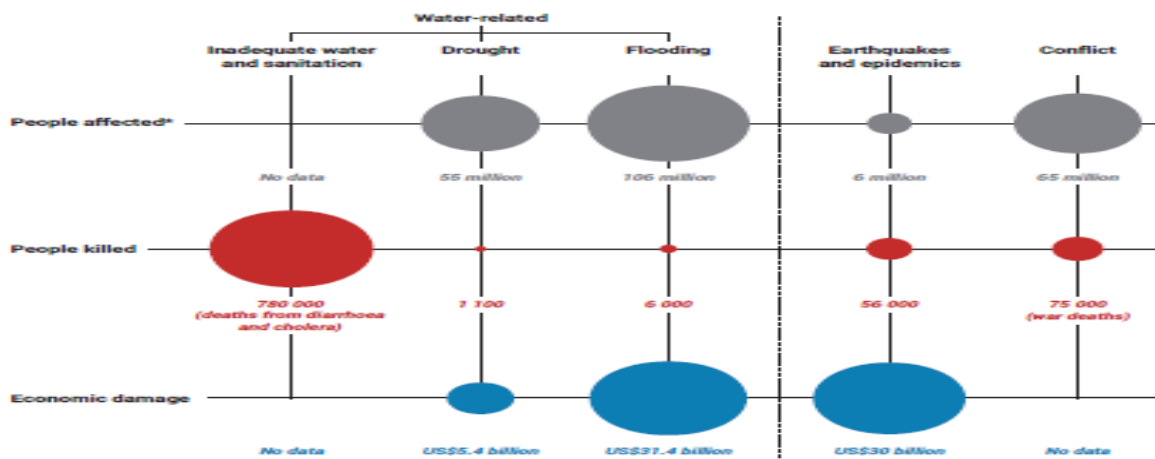 Water-related
Inadequate water
and sanitation
Drought
Flooding
Earthquakes
and epidemics
Conflict
People affected*
No data
55 million
106 million
6 million
65 million
People killed
780 000
(deaths from diarrhoea
and cholera)
1 100
6 000
56 000
75 000
(war deaths)
Economic damage
No data
US$5.4 billion
US$31.4 billion
US$30 billion
No data